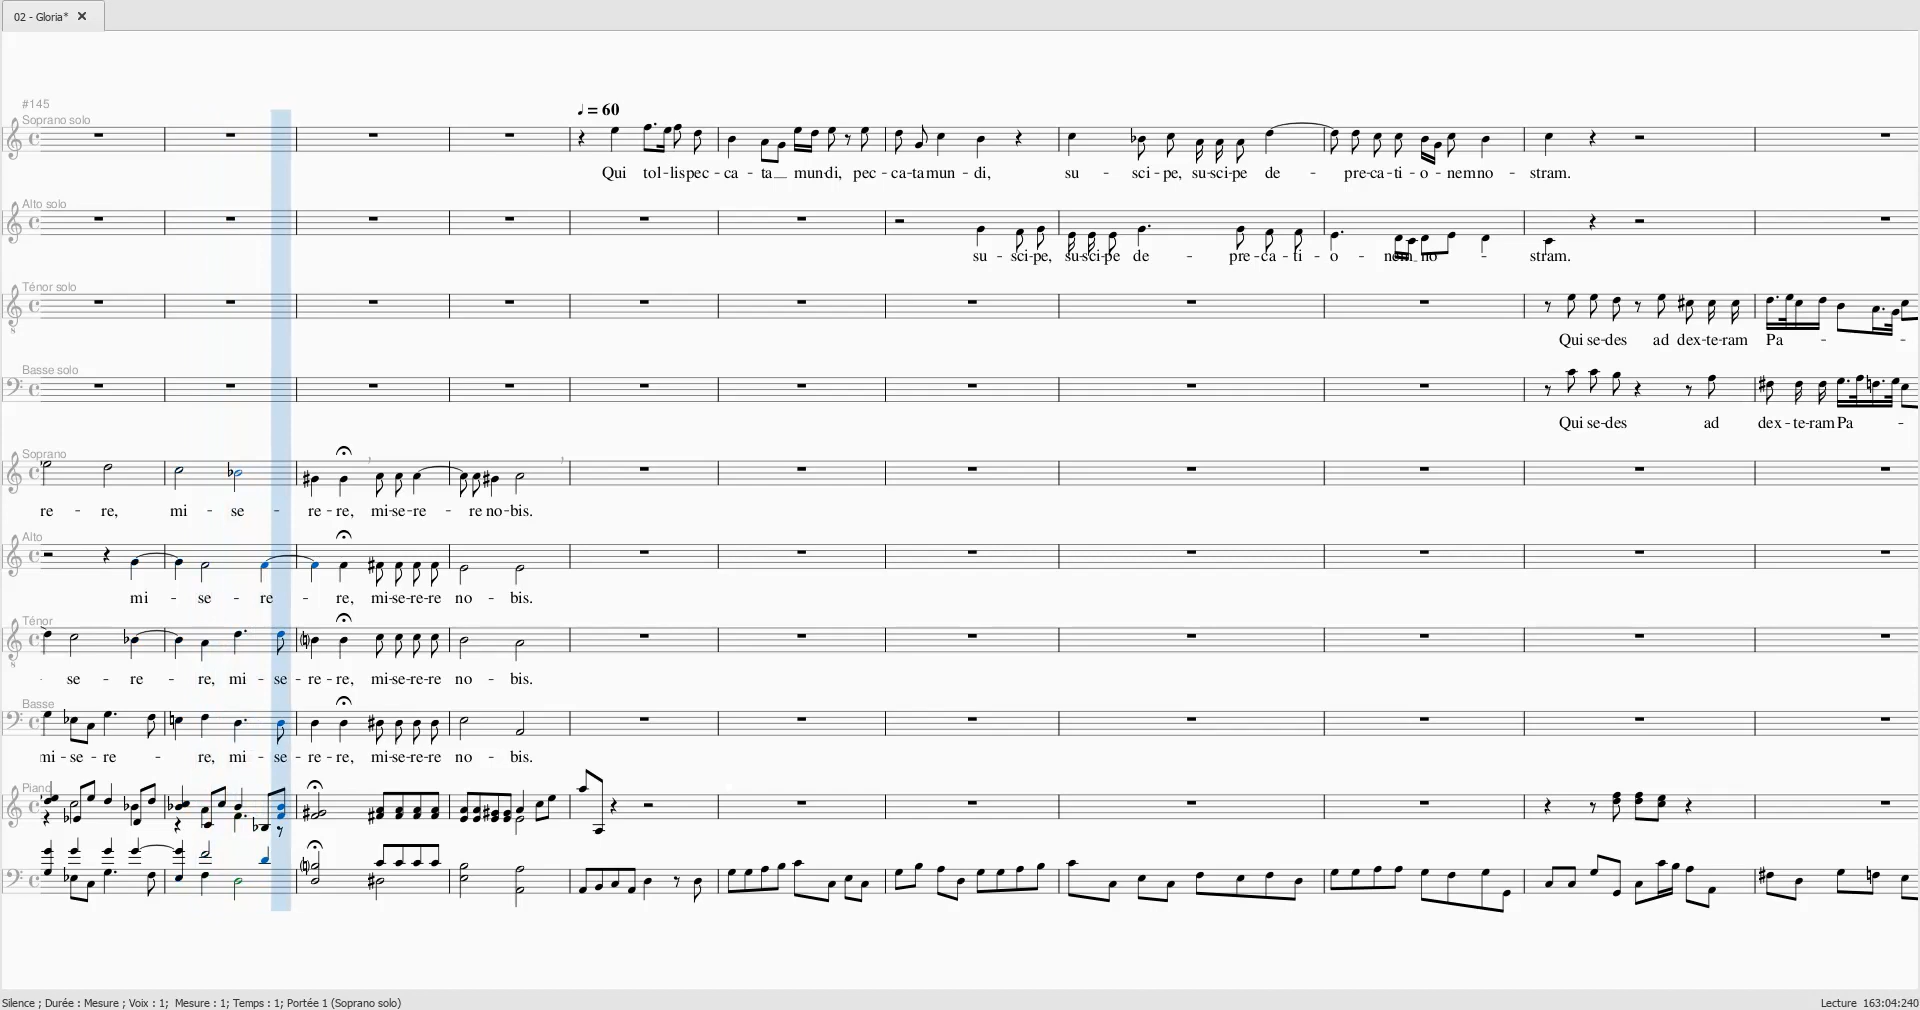 02 - Gloria*
#145
Soprano solo
♩ = 60
Qui tol-lis pec-ca-ta mundi, pec-ca-ta mun-di, su-sci-pe, su-sci-pe de-pre-ca-ti-o-nem no-stram.
Alto solo
su-sci-pe, su-sci-pe de-pre-ca-ti-o-nem no-stram.
Ténor solo
Qui se-des ad dex-te-ram Pa-
Basse solo
Qui se-des ad dex-te-ram Pa-
Soprano
re-re, mi-se-re-re, mi-se-re-re no-bis.
Alto
mi-se-re-re, mi-se-re-re no-bis.
Ténor
se-re-re, mi-se-re-re, mi-se-re-re no-bis.
Basse
mi-se-re-re, mi-se-re-re, mi-se-re-re no-bis.
Piano
Silence ; Durée : Mesure ; Voix : 1; Mesure : 1; Temps : 1; Portée 1 (Soprano solo)
Lecture 163:04:240